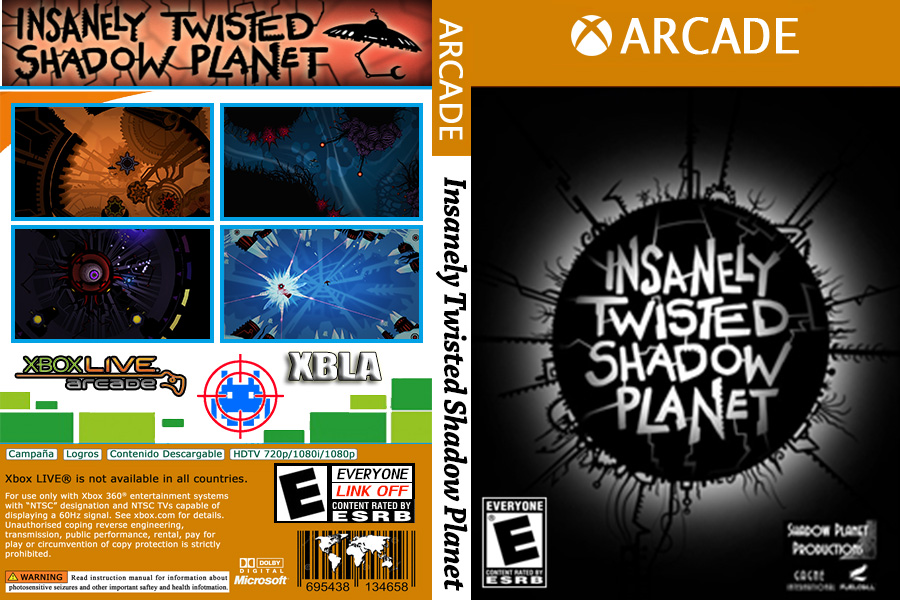 INSANELY TWISTED
SHADOW PLANET
XBOX LIVE.
arcade
XBLA
Campaña
Logros
Contenido Descargable
HDTV 720p/1080i/1080p
Xbox LIVE® is not available in all countries.
For use only with Xbox 360® entertainment systems
with "NTSC" designation and NTSC TVs capable of
displaying a 60Hz signal. See xbox.com for details.
Unauthorised coping reverse engineering,
transmission, public performance, rental, pay for
play or circumvention of copy protection is strictly
prohibited.
WARNING Read instruction manual for information about
photosensitive seizures and other important saftey and health infotmation.
E
EVERYONE
LINK OFF
CONTENT RATED BY
ESRB
DOLBY
DIGITAL
Microsoft
695438 134658
ARCADE
Insanely Twisted Shadow Planet
ARCADE
INSANELY
TWISTED
SHADOW
PLANET
EVERYONE
E
CONTENT RATED BY
ESRB
SHADOW PLANET
PRODUCTIONS
GAGNE
INTERNATIONAL
FUELCELL